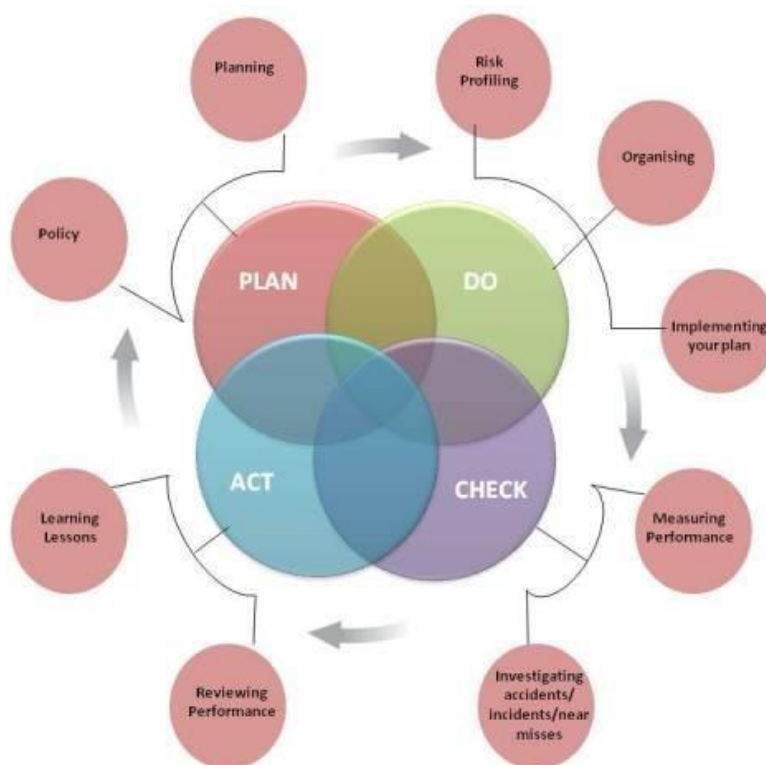 Planning
Risk
Profiling
Organising
Policy
PLAN
DO
Implementing
your plan
ACT
CHECK
Learning
Lessons
Measuring
Performance
Reviewing
Performance
Investigating
accidents/
incidents/near
misses